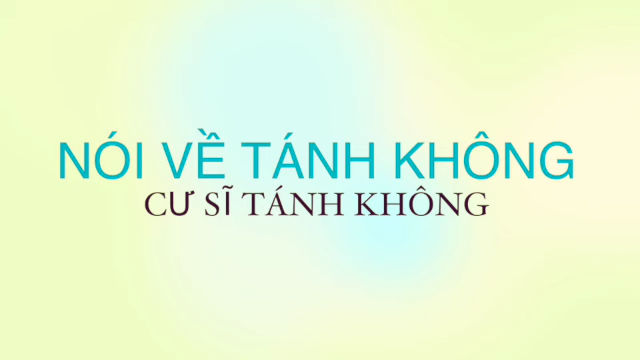 NÓI VỀ TÁNH KHÔNG
CƯ SĨ TÁNH KHÔNG